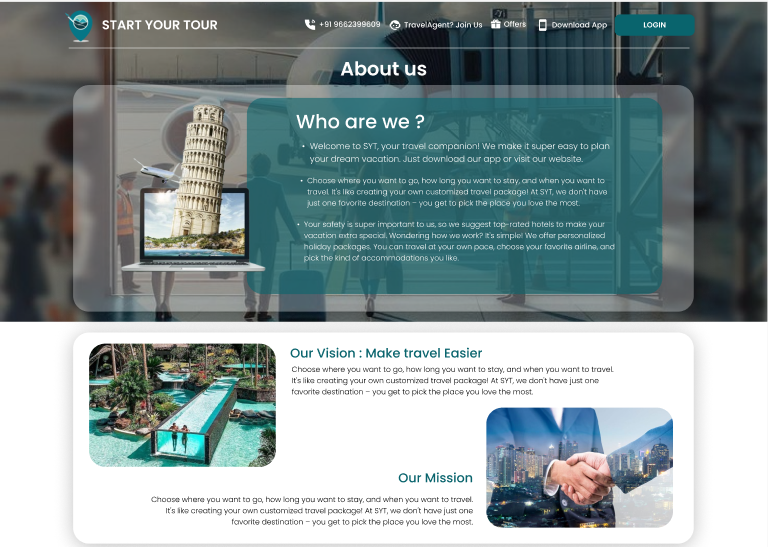 START YOUR TOUR
+91 9662399609
TravelAgent? Join Us
Offers
Download App
LOGIN
About us
Who are we ?
• Welcome to SYT, your travel companion! We make it super easy to plan
your dream vacation. Just download our app or visit our website.
• Choose where you want to go, how long you want to stay, and when you want to
travel. It's like creating your own customized travel package! At SYT, we don't have
just one favorite destination – you get to pick the place you love the most.
• Your safety is super important to us, so we suggest top-rated hotels to make your
vacation extra special. Wondering how we work? It's simple! We offer personalized
holiday packages. You can travel at your own pace, choose your favorite airline, and
pick the kind of accommodations you like.
Our Vision : Make travel Easier
Choose where you want to go, how long you want to stay, and when you want to travel.
It's like creating your own customized travel package! At SYT, we don't have just one
favorite destination – you get to pick the place you love the most.
Our Mission
Choose where you want to go, how long you want to stay, and when you want to travel.
It's like creating your own customized travel package! At SYT, we don't have just one
favorite destination – you get to pick the place you love the most.